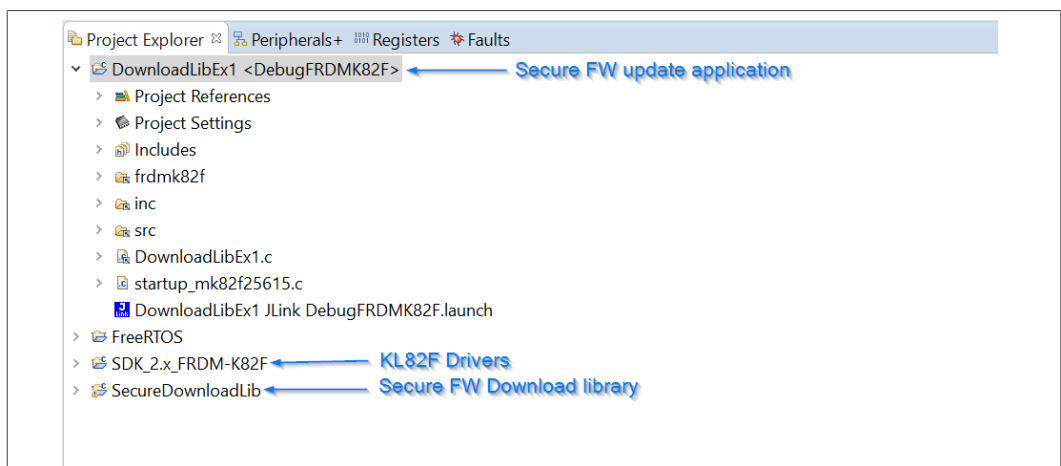 Project Explorer Peripherals+ Registers Faults
DownloadLibEx1 <DebugFRDMK82F> Secure FW update application
Project References
Project Settings
Includes
frdmk82f
inc
src
DownloadLibEx1.c
startup_mk82f25615.c
DownloadLibEx1 JLink DebugFRDMK82F.launch
FreeRTOS
SDK_2.x_FRDM-K82F KL82F Drivers
SecureDownloadLib Secure FW Download library